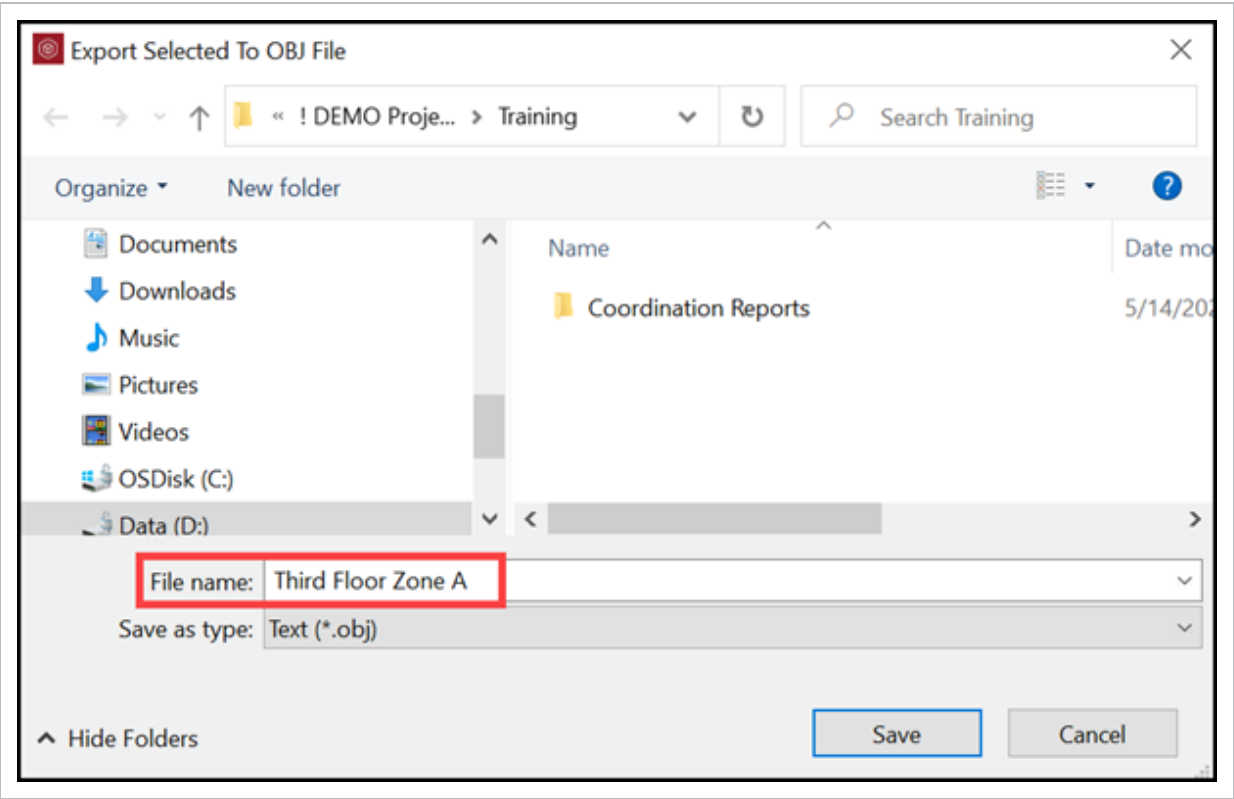 Export Selected To OBJ File
« ! DEMO Proje... > Training
Search Training
Organize
New folder
?
Documents
Downloads
Music
Pictures
Videos
OSDisk (C:)
Data (D:)
Name
Date mo
Coordination Reports
5/14/202
File name: Third Floor Zone A
Save as type: Text (*.obj)
Hide Folders
Save
Cancel